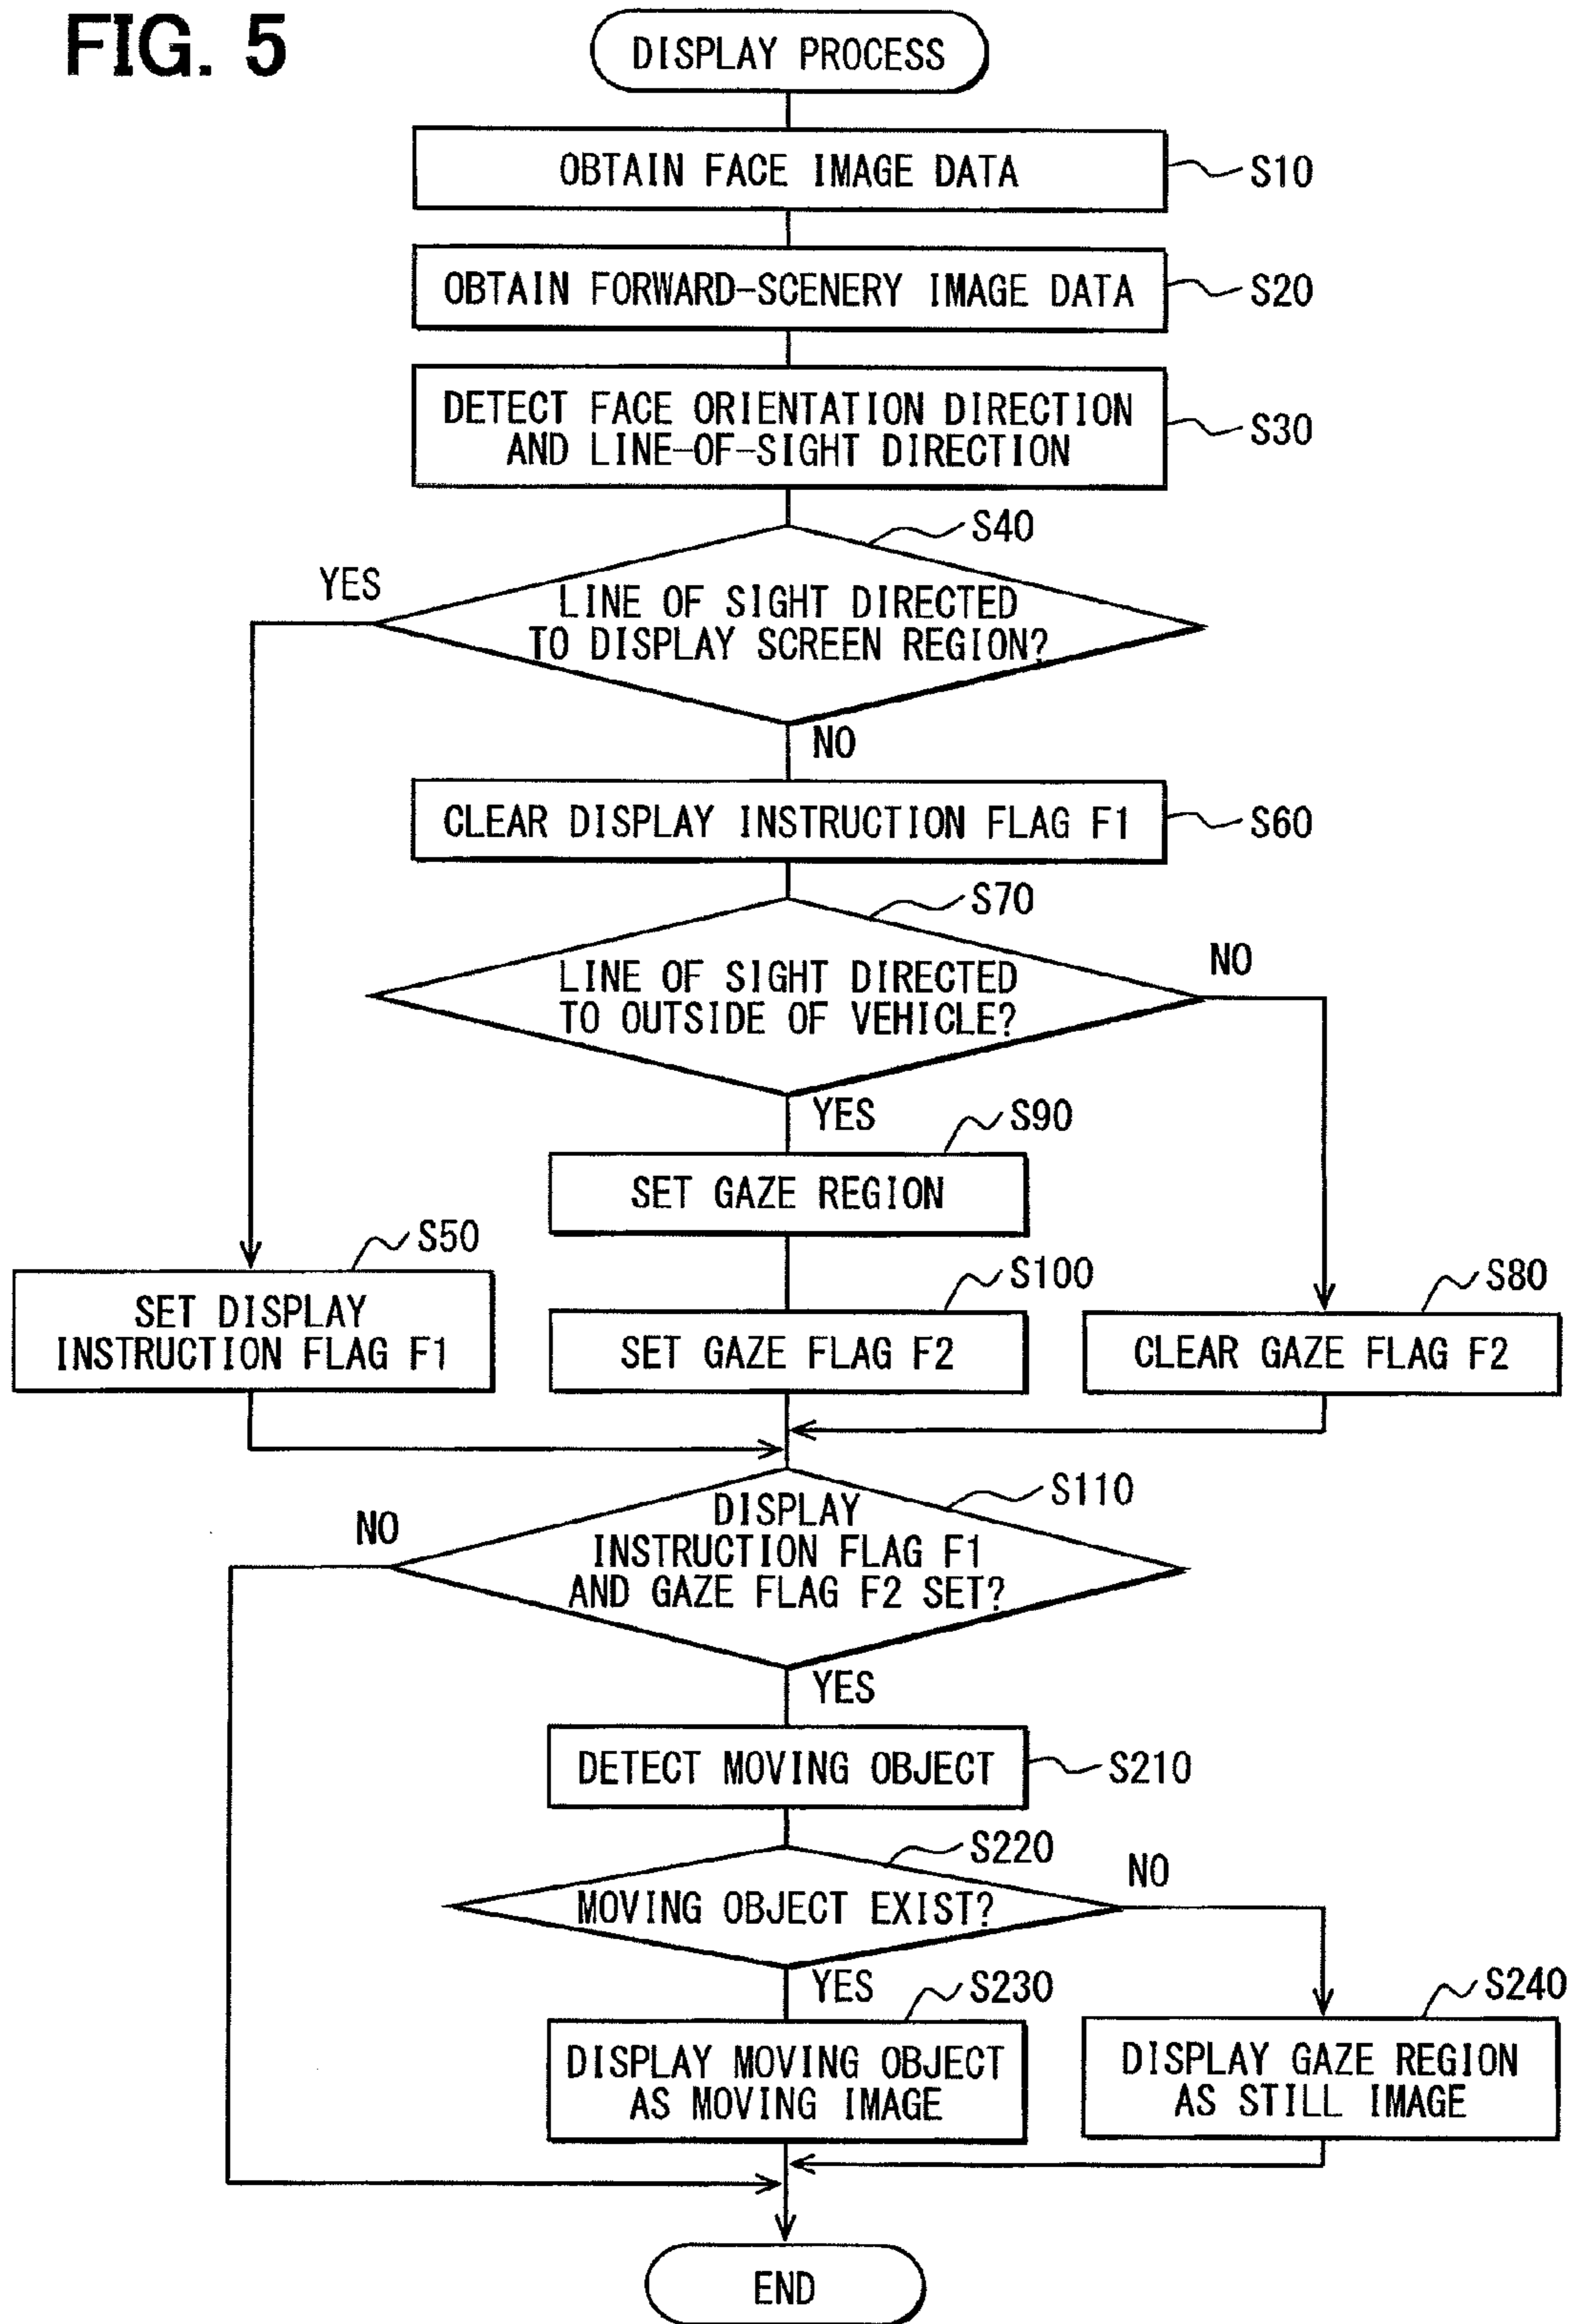 FIG. 5
DISPLAY PROCESS
OBTAIN FACE IMAGE DATA
S10
OBTAIN FORWARD-SCENERY IMAGE DATA
S20
DETECT FACE ORIENTATION DIRECTION
AND LINE-OF-SIGHT DIRECTION
S30
S40
YES
LINE OF SIGHT DIRECTED
TO DISPLAY SCREEN REGION?
NO
CLEAR DISPLAY INSTRUCTION FLAG F1
S60
S70
NO
LINE OF SIGHT DIRECTED
TO OUTSIDE OF VEHICLE?
YES
S90
SET GAZE REGION
S50
SET DISPLAY
INSTRUCTION FLAG F1
S100
SET GAZE FLAG F2
S80
CLEAR GAZE FLAG F2
S110
NO
DISPLAY
INSTRUCTION FLAG F1
AND GAZE FLAG F2 SET?
YES
DETECT MOVING OBJECT
S210
S220
NO
MOVING OBJECT EXIST?
YES
S230
DISPLAY MOVING OBJECT
AS MOVING IMAGE
S240
DISPLAY GAZE REGION
AS STILL IMAGE
END